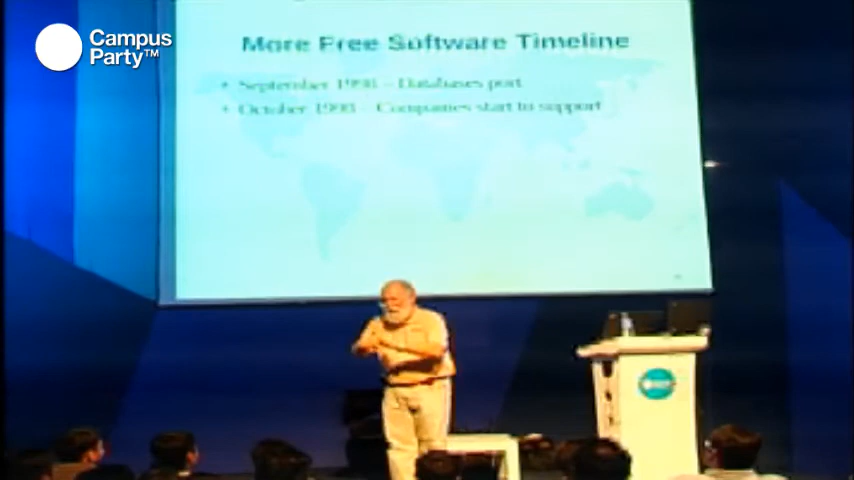 Campus
Party™
More Free Software Timeline
• September 1998 – Databases port
• October 1998 – Companies start to support